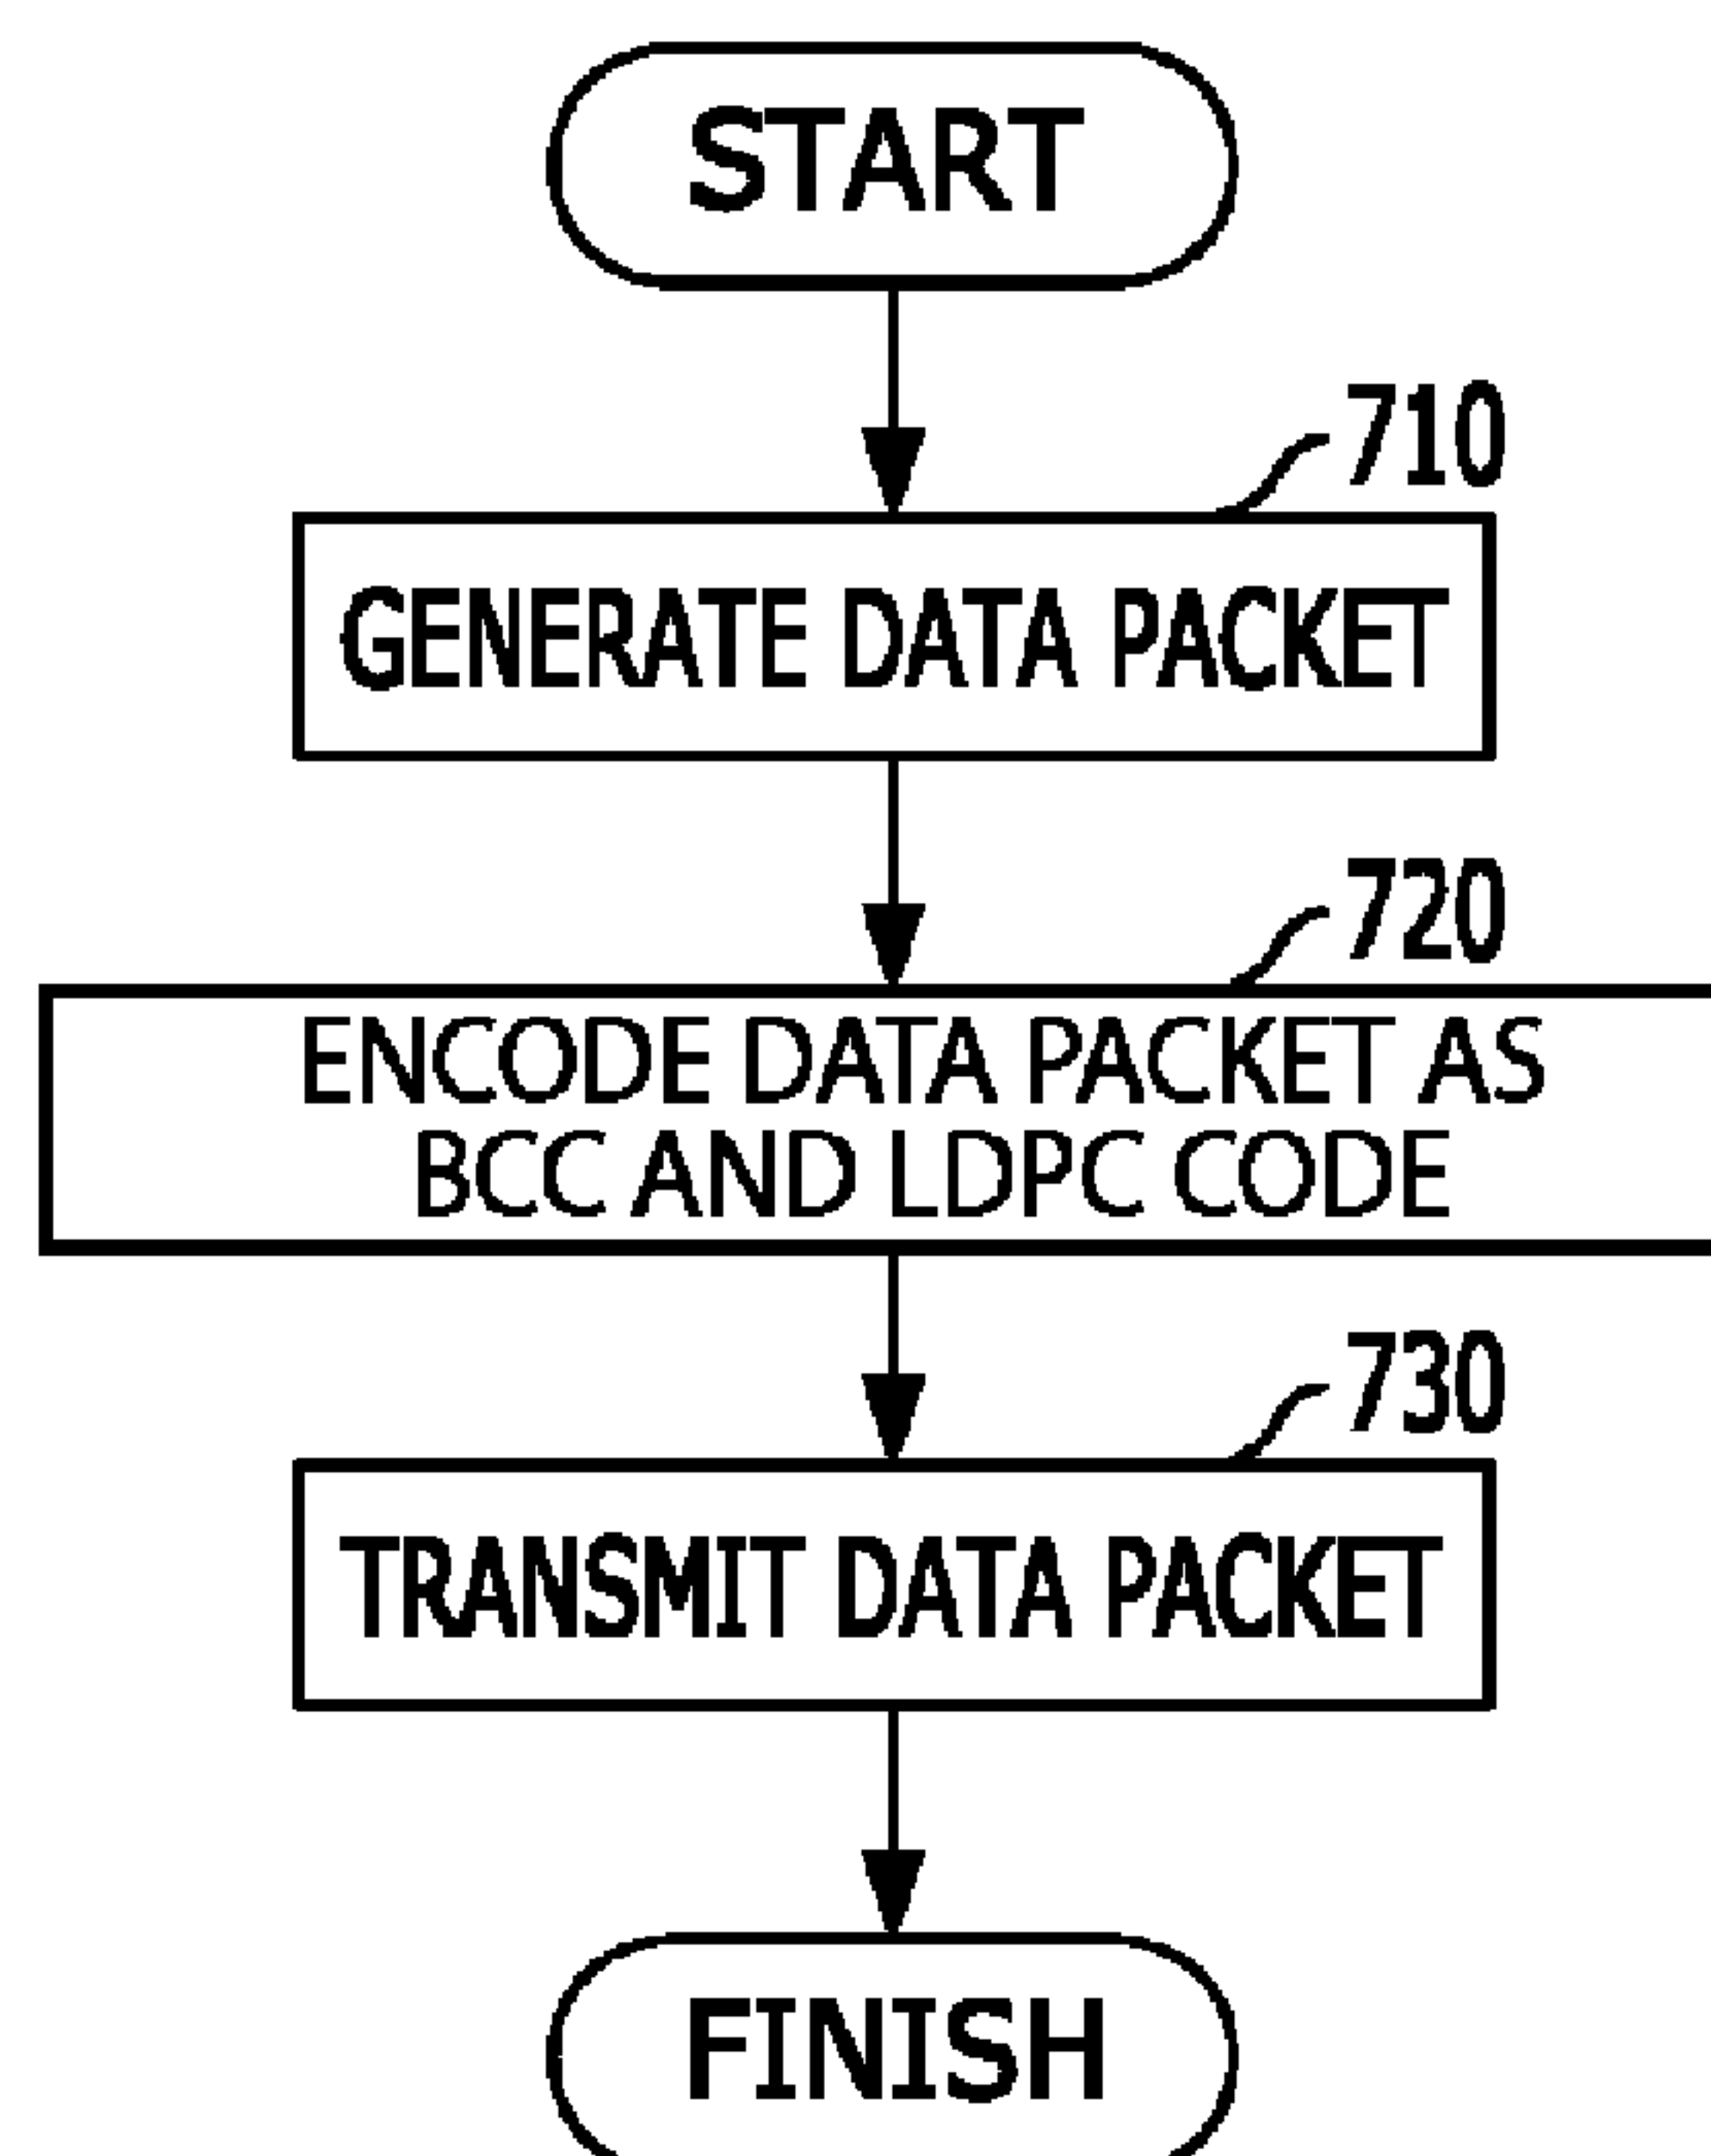 START
710
GENERATE DATA PACKET
720
ENCODE DATA PACKET AS
BCC AND LDPC CODE
730
TRANSMIT DATA PACKET
FINISH